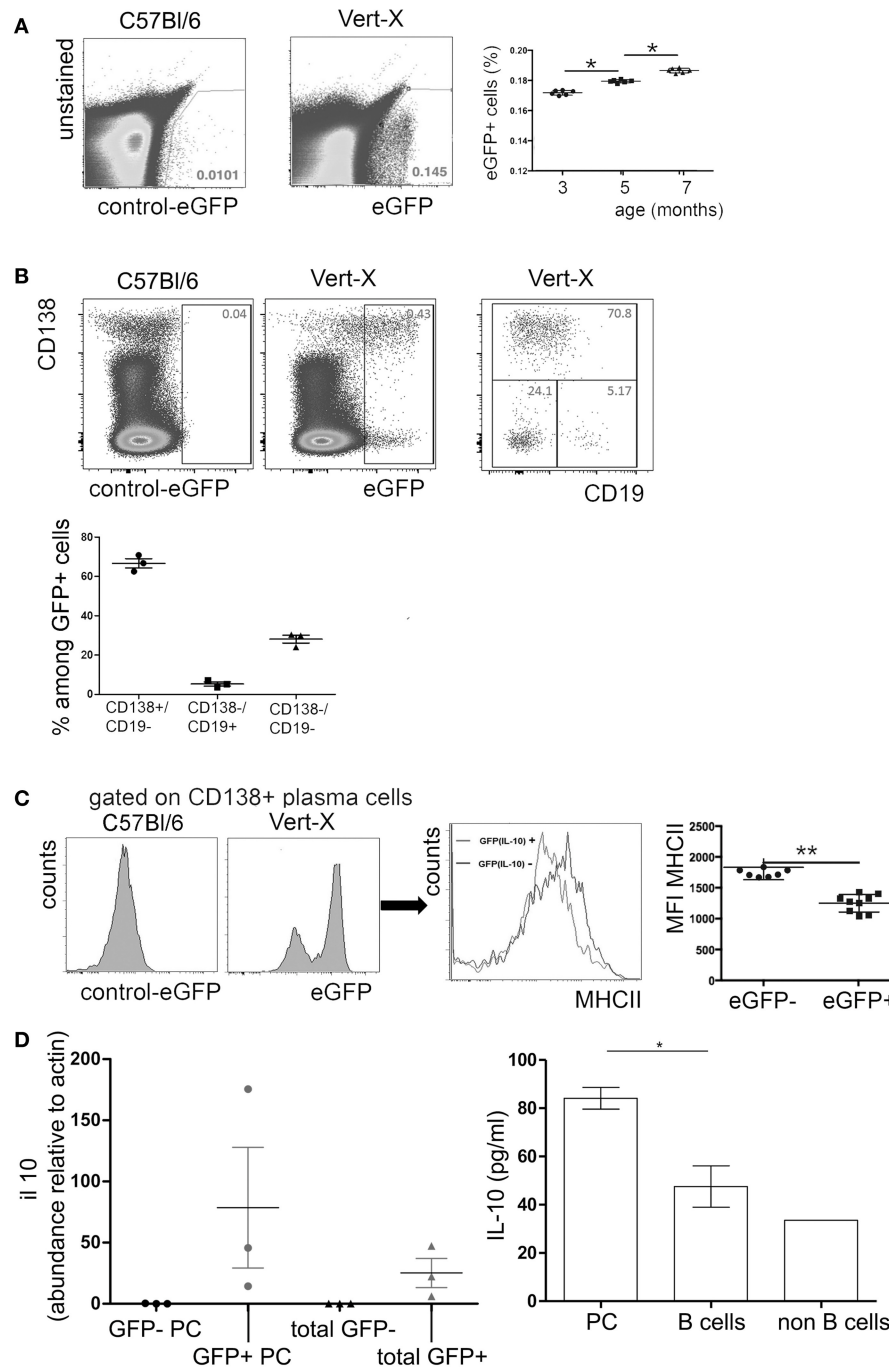 A
C57Bl/6
Vert-X
unstained
0.0101
0.145
control-eGFP
eGFP
eGFP+ cells (%)
0.20
0.18
0.16
0.14
0.12
*
*
3
5
7
age (months)
B
C57Bl/6
Vert-X
Vert-X
CD138
0.04
0.43
70.8
24.1
5.17
control-eGFP
eGFP
CD19
% among GFP+ cells
80
60
40
20
0
CD138+/
CD19-
CD138-/
CD19+
CD138-/
CD19-
C
gated on CD138+ plasma cells
C57Bl/6
Vert-X
counts
control-eGFP
eGFP
counts
GFP(IL-10) +
GFP(IL-10) -
MHCII
MFI MHCII
2500
2000
1500
1000
500
0
**
eGFP-
eGFP+
D
il 10
(abundance relative to actin)
200
150
100
50
0
GFP- PC
GFP+ PC
total GFP-
total GFP+
IL-10 (pg/ml)
100
80
60
40
20
0
*
PC
B cells
non B cells